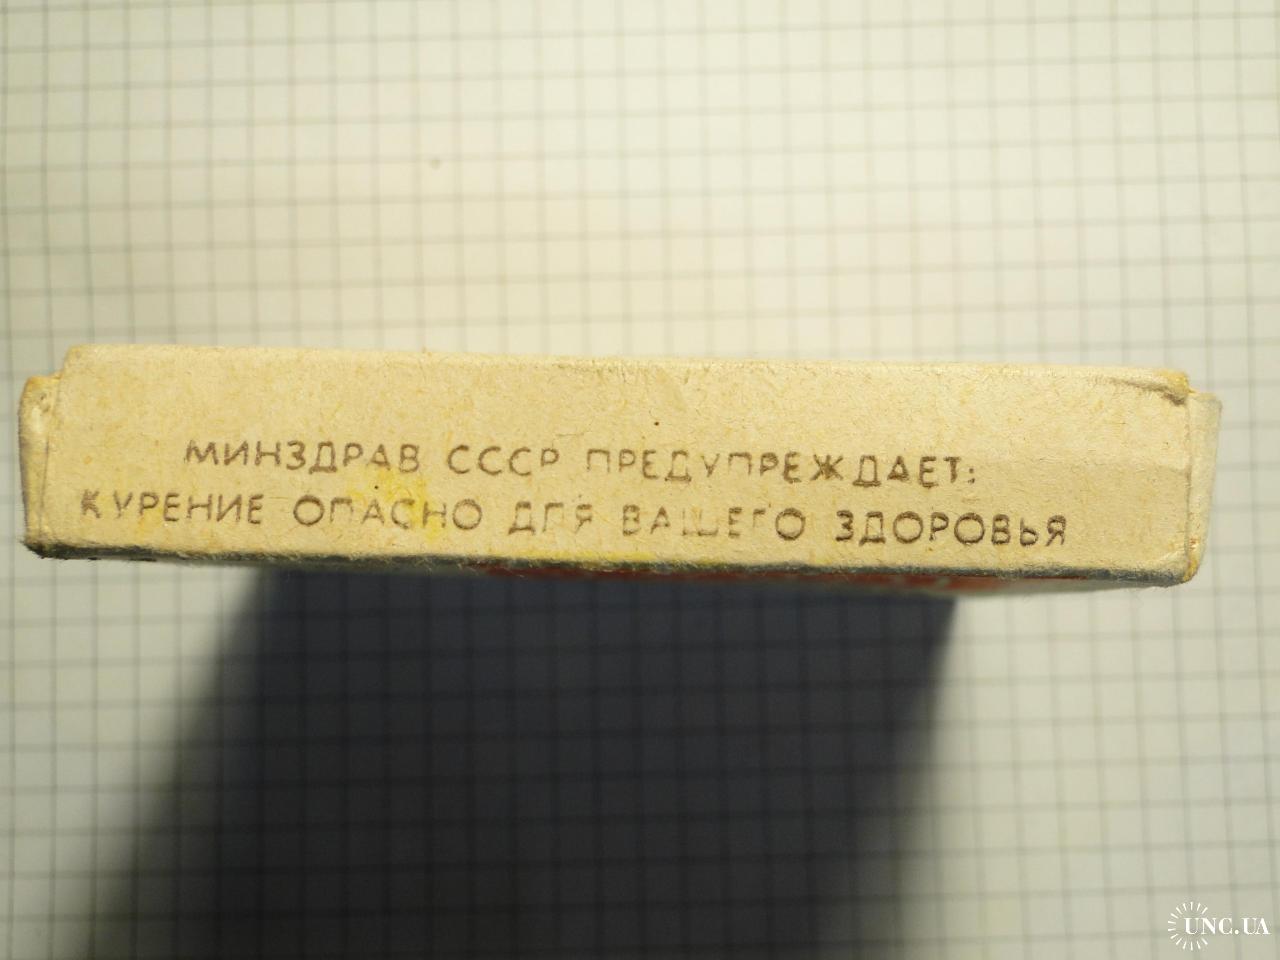 МИНЗДРАВ СССР ПРЕДУПРЕЖДАЕТ:
КУРЕНИЕ ОПАСНО ДЛЯ ВАШЕГО ЗДОРОВЬЯ
UNC.UA